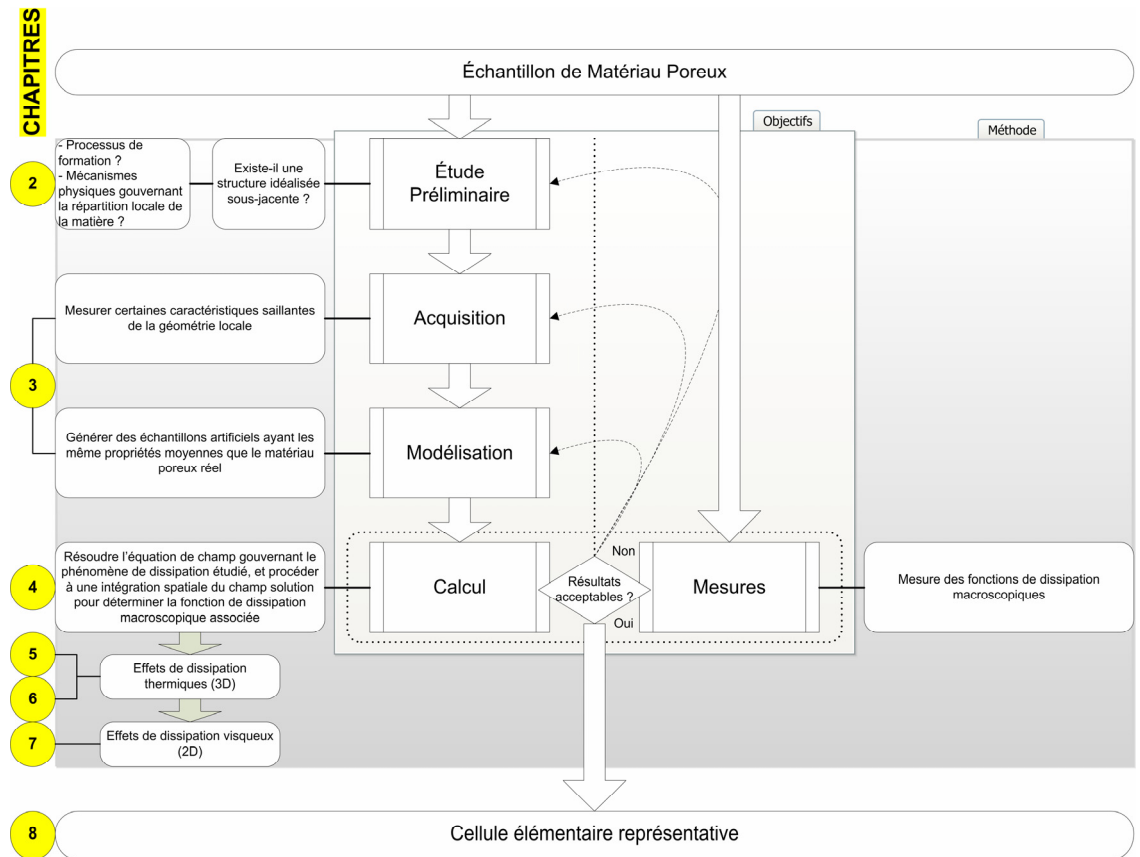 CHAPITRES
Échantillon de Matériau Poreux
Objectifs
Méthode
2
- Processus de
formation ?
- Mécanismes
physiques gouvernant
la répartition locale de
la matière ?
Existe-il une
structure idéalisée
sous-jacente ?
Étude
Préliminaire
3
Mesurer certaines caractéristiques saillantes
de la géométrie locale
Acquisition
Générer des échantillons artificiels ayant les
même propriétés moyennes que le matériau
poreux réel
Modélisation
4
Résoudre l'équation de champ gouvernant le
phénomène de dissipation étudié, et procéder
à une intégration spatiale du champ solution
pour déterminer la fonction de dissipation
macroscopique associée
Calcul
Résultats
acceptables ?
Non
Oui
Mesures
Mesure des fonctions de dissipation
macroscopiques
5
6
Effets de dissipation
thermiques (3D)
7
Effets de dissipation visqueux
(2D)
8
Cellule élémentaire représentative